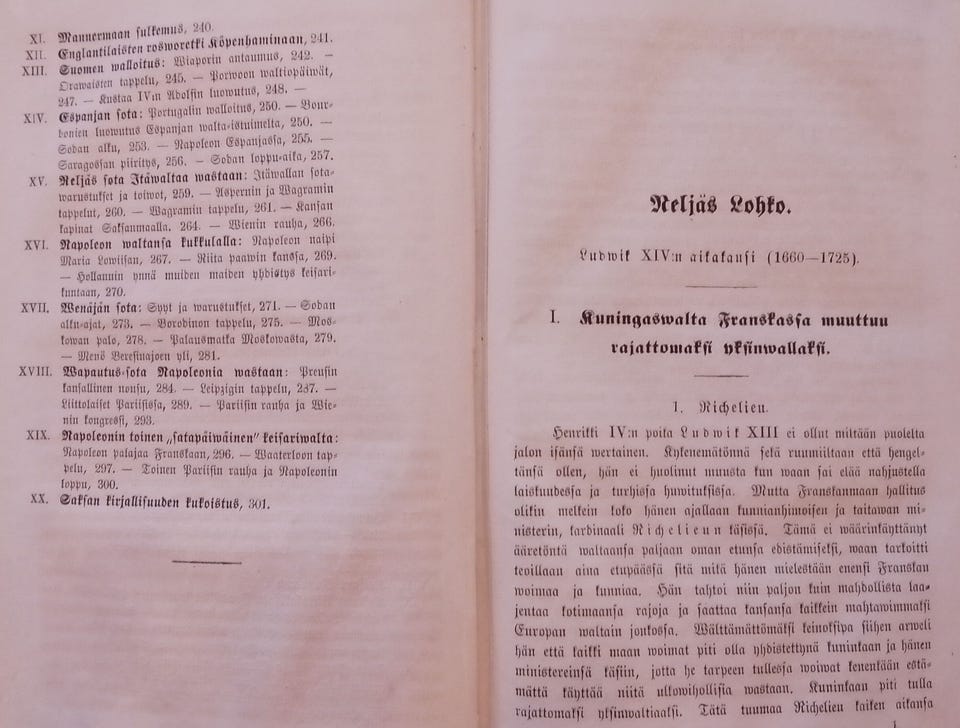 XI. Mannermaan sulkemus, 240.
XII. Englantilaisten rosworetki Köpenhaminaan, 241.
XIII. Suomen walloitus: Wiaporin antaumus, 242. —
Orawaisten tappelu, 245. — Porwoon waltiopäiwät,
247. — Kustaa IV:n Adolfin luowutus, 248. —
XIV. Espanjan sota: Portugalin walloitus, 250. — Bour-
bonien luowutus Espanjan walta-istuimelta, 250. —
Sodan alku, 253. — Napoleon Espanjassa, 255. —
Saragossan piiritys, 256. — Sodan loppu-aika, 257.
XV. Neljäs sota Itäwaltaa wastaan: Itäwallan sota-
warustukset ja toiwot, 259. — Aspernin ja Wagramin
tappelut, 260. — Wagramin tappelu, 261. — Kansan
kapinat Saksanmaalla. 264. — Wienin rauha, 266.
XVI. Napoleon waltansa kukkulalla: Napoleon naipi
Maria Lowiisan, 267. — Riita paawin kanssa, 269.
— Hollannin ynnä muiden maiden yhdistys keisari-
kuntaan, 270.
XVII. Wenäjän sota: Syyt ja warustukset, 271. — Sodan
alku-ajat, 273. — Borodinon tappelu, 275. — Mos-
kowan palo, 278. — Palausmatka Moskowasta, 279.
— Meno Beresinajoen yli, 281.
XVIII. Wapautus-sota Napoleonia wastaan: Preusin
kansallinen nousu, 284. — Leipzigin tappelu, 287. —
Liittolaiset Pariisissa, 289. — Pariisin rauha ja Wie-
nin kongressi, 293.
XIX. Napoleonin toinen „satapäiwäinen" keisariwalta:
Napoleon palajaa Franskaan, 296. — Waaterloon tap-
pelu, 297. — Toinen Pariisin rauha ja Napoleonin
loppu, 300.
XX. Saksan kirjallisuuden kukoistus, 301.
Neljäs Lohko.
Ludwik XIV:n aikakausi (1660—1725).
I. Kuningaswalta Franskassa muuttuu
rajattomaksi yksinwallaksi.
1. Richelieu.
Henrikki IV:n poika Ludwik XIII ei ollut miltään puolelta
jalon isänsä wertainen. Kykenemätönnä sekä ruumiiltaan että hengel-
tänsä ollen, hän ei huolinut muusta kun waan sai elää nahjustella
laiskuudessa ja turhissa huwituksissa. Mutta Franskanmaan hallitus
olikin melkein koko hänen ajallaan kunnianhimoisen ja taitawan mi-
nisterin, kardinaali Richelieun käsissä. Tämä ei wäärinkäyttänyt
ääretöntä waltaansa paljaan oman etunsa edistämiseksi, waan tarkoitti
teoillaan aina etupäässä sitä mikä hänen mielestään enensi Franskan
woimaa ja kunniaa. Hän tahtoi niin paljon kuin mahdollista laa-
jentaa kotimaansa rajoja ja saattaa kansansa kaikkein mahtawimmaksi
Europan waltain joukossa. Wälttämättömäksi keinoksipa siihen arweli
hän että kaikki maan woimat piti olla yhdistettynä kuninkaan ja hänen
ministereinsä käsiin, jotta he tarpeen tullessa woiwat kenenkään estä-
mättä käyttää niitä ulkowihollisia wastaan. Kuninkaan piti tulla
rajattomaksi yksinwaltiaaksi. Tätä tuumaa Richelieu kaiken aikansa
1